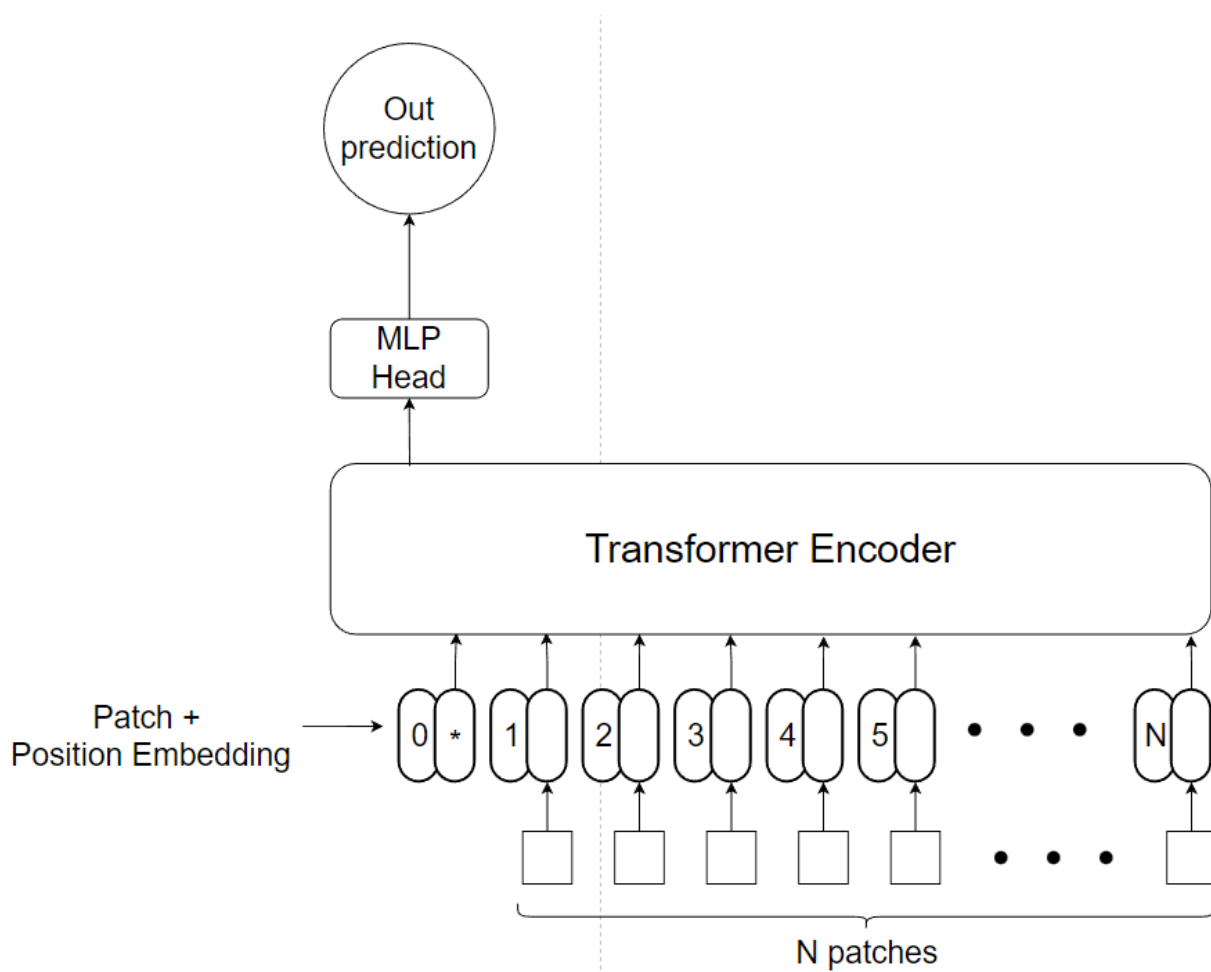 Out
prediction
MLP
Head
Transformer Encoder
Patch +
Position Embedding
0 * 1 2 3 4 5 • • • N
• • •
N patches